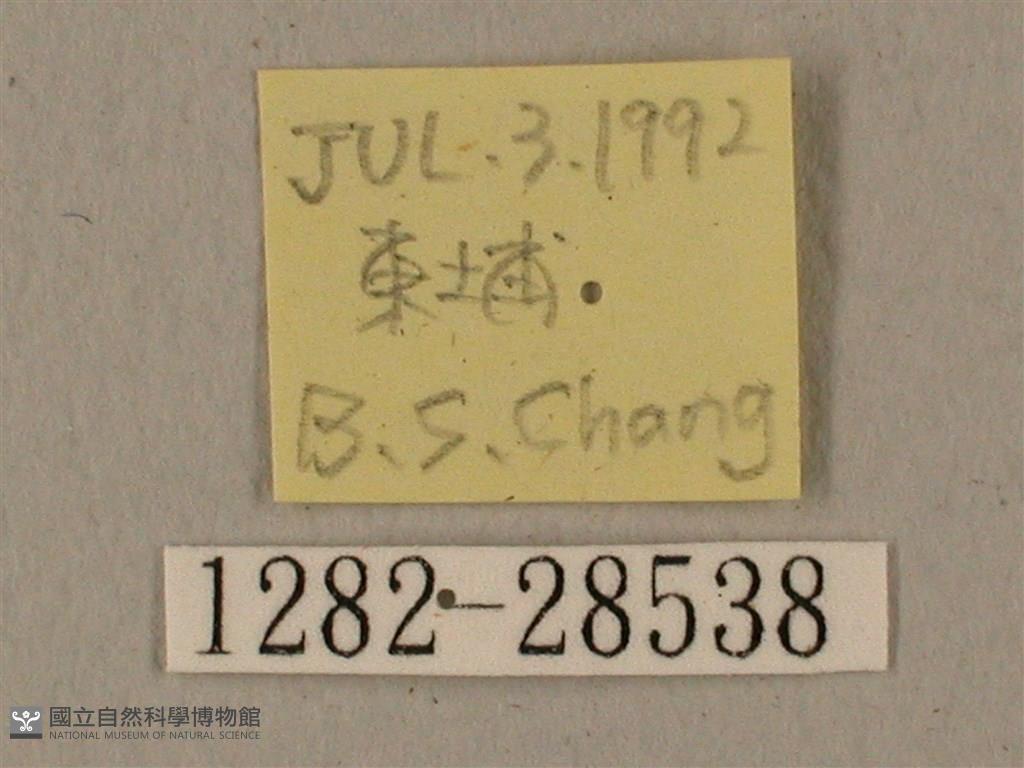 JUL.3.1992
東埔
B.S.Chang
1282-28538
國立自然科學博物館
NATIONAL MUSEUM OF NATURAL SCIENCE